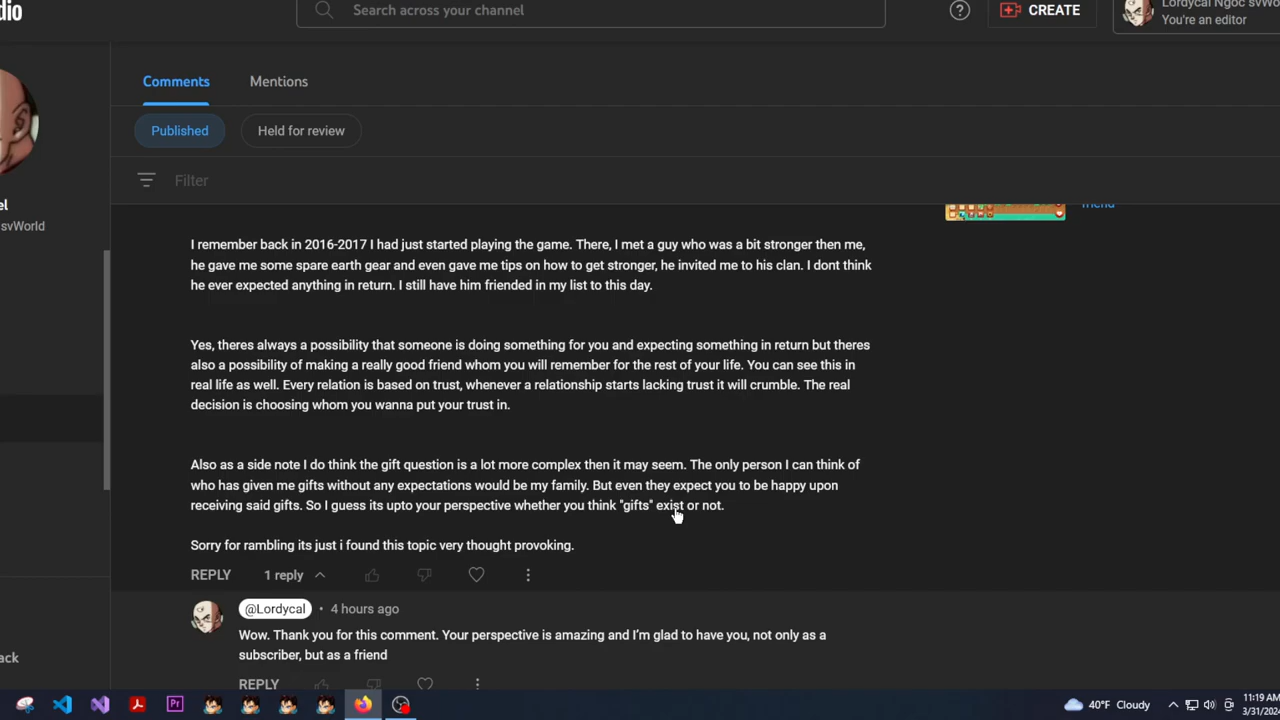 dio
Search across your channel
CREATE
Lordycal Ngoc svWo
You're an editor
Comments
Mentions
Published
Held for review
Filter
el
svWorld
friend
I remember back in 2016-2017 I had just started playing the game. There, I met a guy who was a bit stronger then me,
he gave me some spare earth gear and even gave me tips on how to get stronger, he invited me to his clan. I dont think
he ever expected anything in return. I still have him friended in my list to this day.
Yes, theres always a possibility that someone is doing something for you and expecting something in return but theres
also a possibility of making a really good friend whom you will remember for the rest of your life. You can see this in
real life as well. Every relation is based on trust, whenever a relationship starts lacking trust it will crumble. The real
decision is choosing whom you wanna put your trust in.
Also as a side note I do think the gift question is a lot more complex then it may seem. The only person I can think of
who has given me gifts without any expectations would be my family. But even they expect you to be happy upon
receiving said gifts. So I guess its upto your perspective whether you think "gifts" exist or not.
Sorry for rambling its just i found this topic very thought provoking.
REPLY 1 reply
@Lordycal • 4 hours ago
Wow. Thank you for this comment. Your perspective is amazing and I'm glad to have you, not only as a
subscriber, but as a friend
REPLY
ack
Pr
40°F Cloudy
11:19 AM
3/31/202